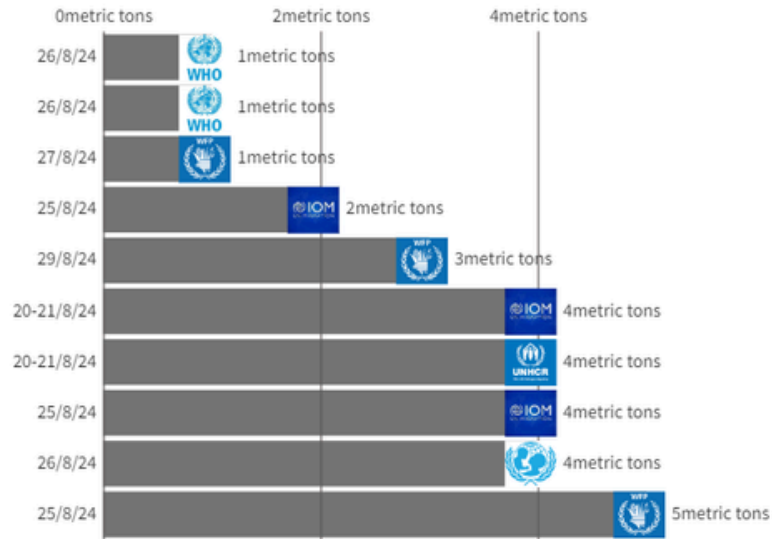 0metric tons 2metric tons 4metric tons
26/8/24 WHO 1metric tons
26/8/24 WHO 1metric tons
27/8/24 WFP 1metric tons
25/8/24 IOM 2metric tons
29/8/24 WFP 3metric tons
20-21/8/24 IOM 4metric tons
20-21/8/24 UNHCR 4metric tons
25/8/24 IOM 4metric tons
26/8/24 4metric tons
25/8/24 WFP 5metric tons